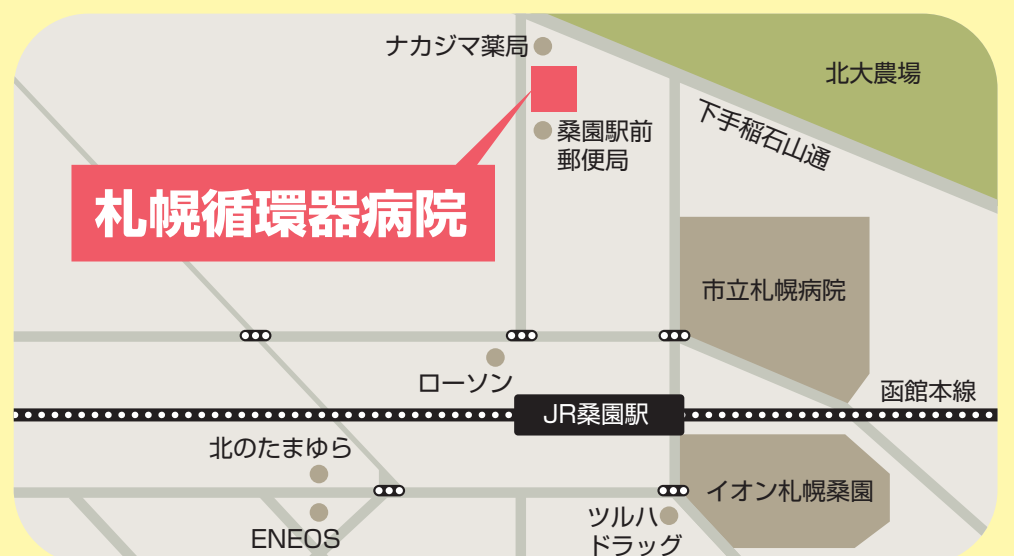 ナカジマ薬局
北大農場
下手稲石山通
桑園駅前
郵便局
札幌循環器病院
市立札幌病院
ローソン
函館本線
JR桑園駅
北のたまゆら
イオン札幌桑園
ツルハ
ドラッグ
ENEOS